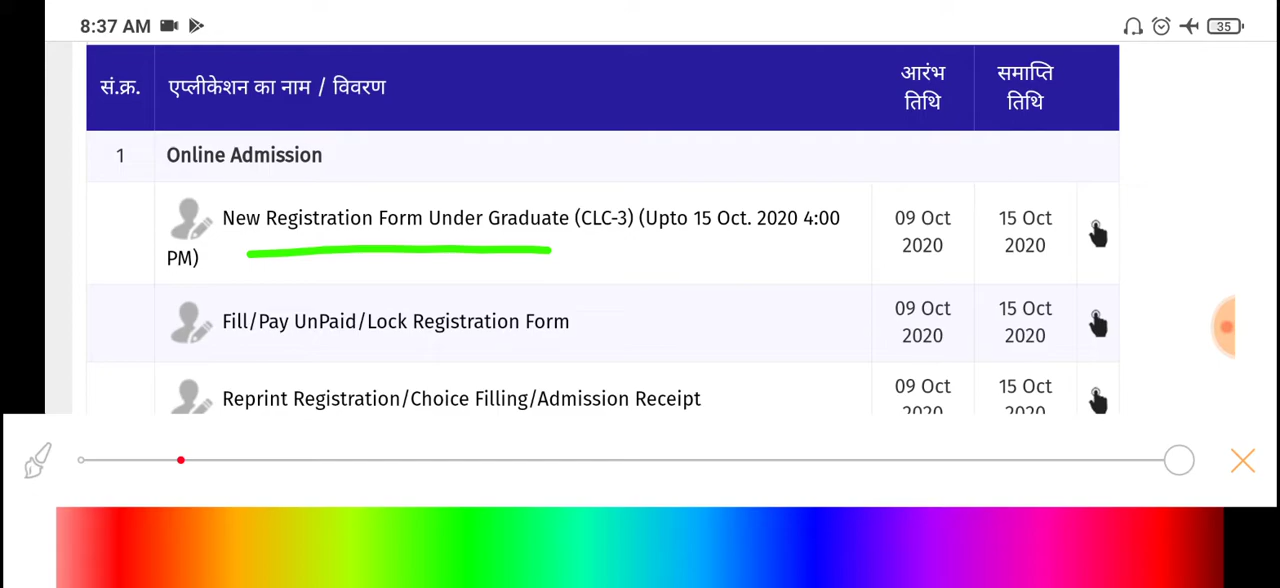 8:37 AM 35
सं.क्र. एप्लीकेशन का नाम / विवरण आरंभ तिथि समाप्ति तिथि
1 Online Admission
New Registration Form Under Graduate (CLC-3) (Upto 15 Oct. 2020 4:00 09 Oct 15 Oct
PM) 2020 2020
Fill/Pay UnPaid/Lock Registration Form 09 Oct 15 Oct
2020 2020
Reprint Registration/Choice Filling/Admission Receipt 09 Oct 15 Oct
2020 2020